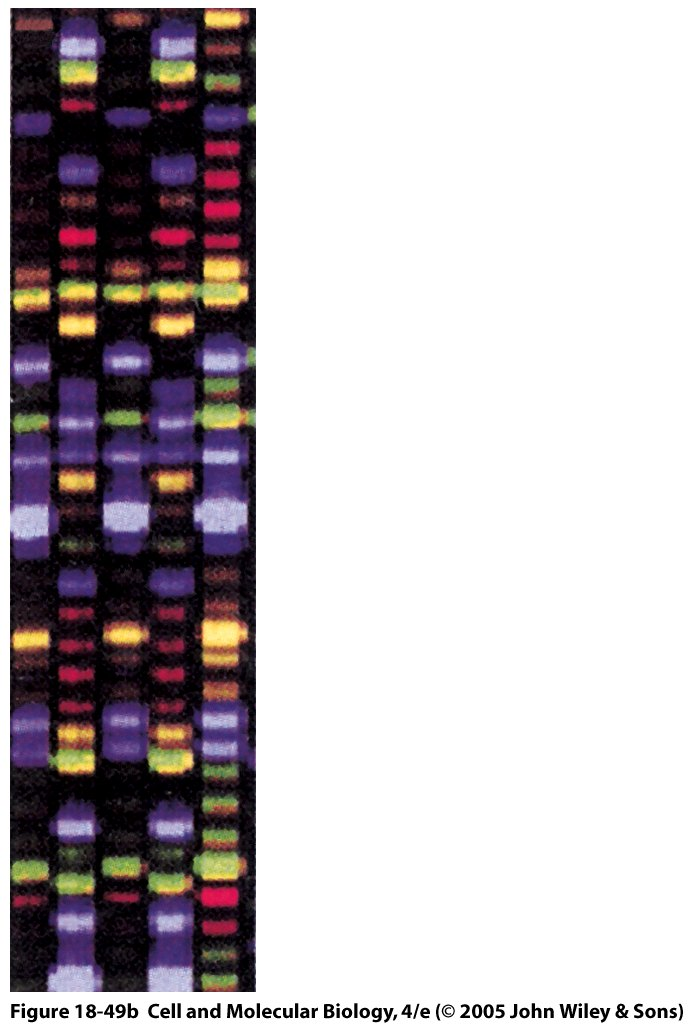 Figure 18-49b Cell and Molecular Biology, 4/e (© 2005 John Wiley & Sons)